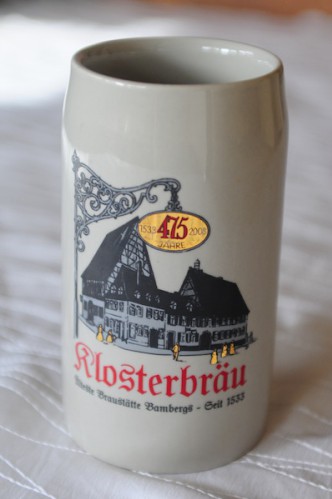 1533 475 2008
JAHRE
Klosterbräu
Älteste Braustätte Bambergs - Seit 1533